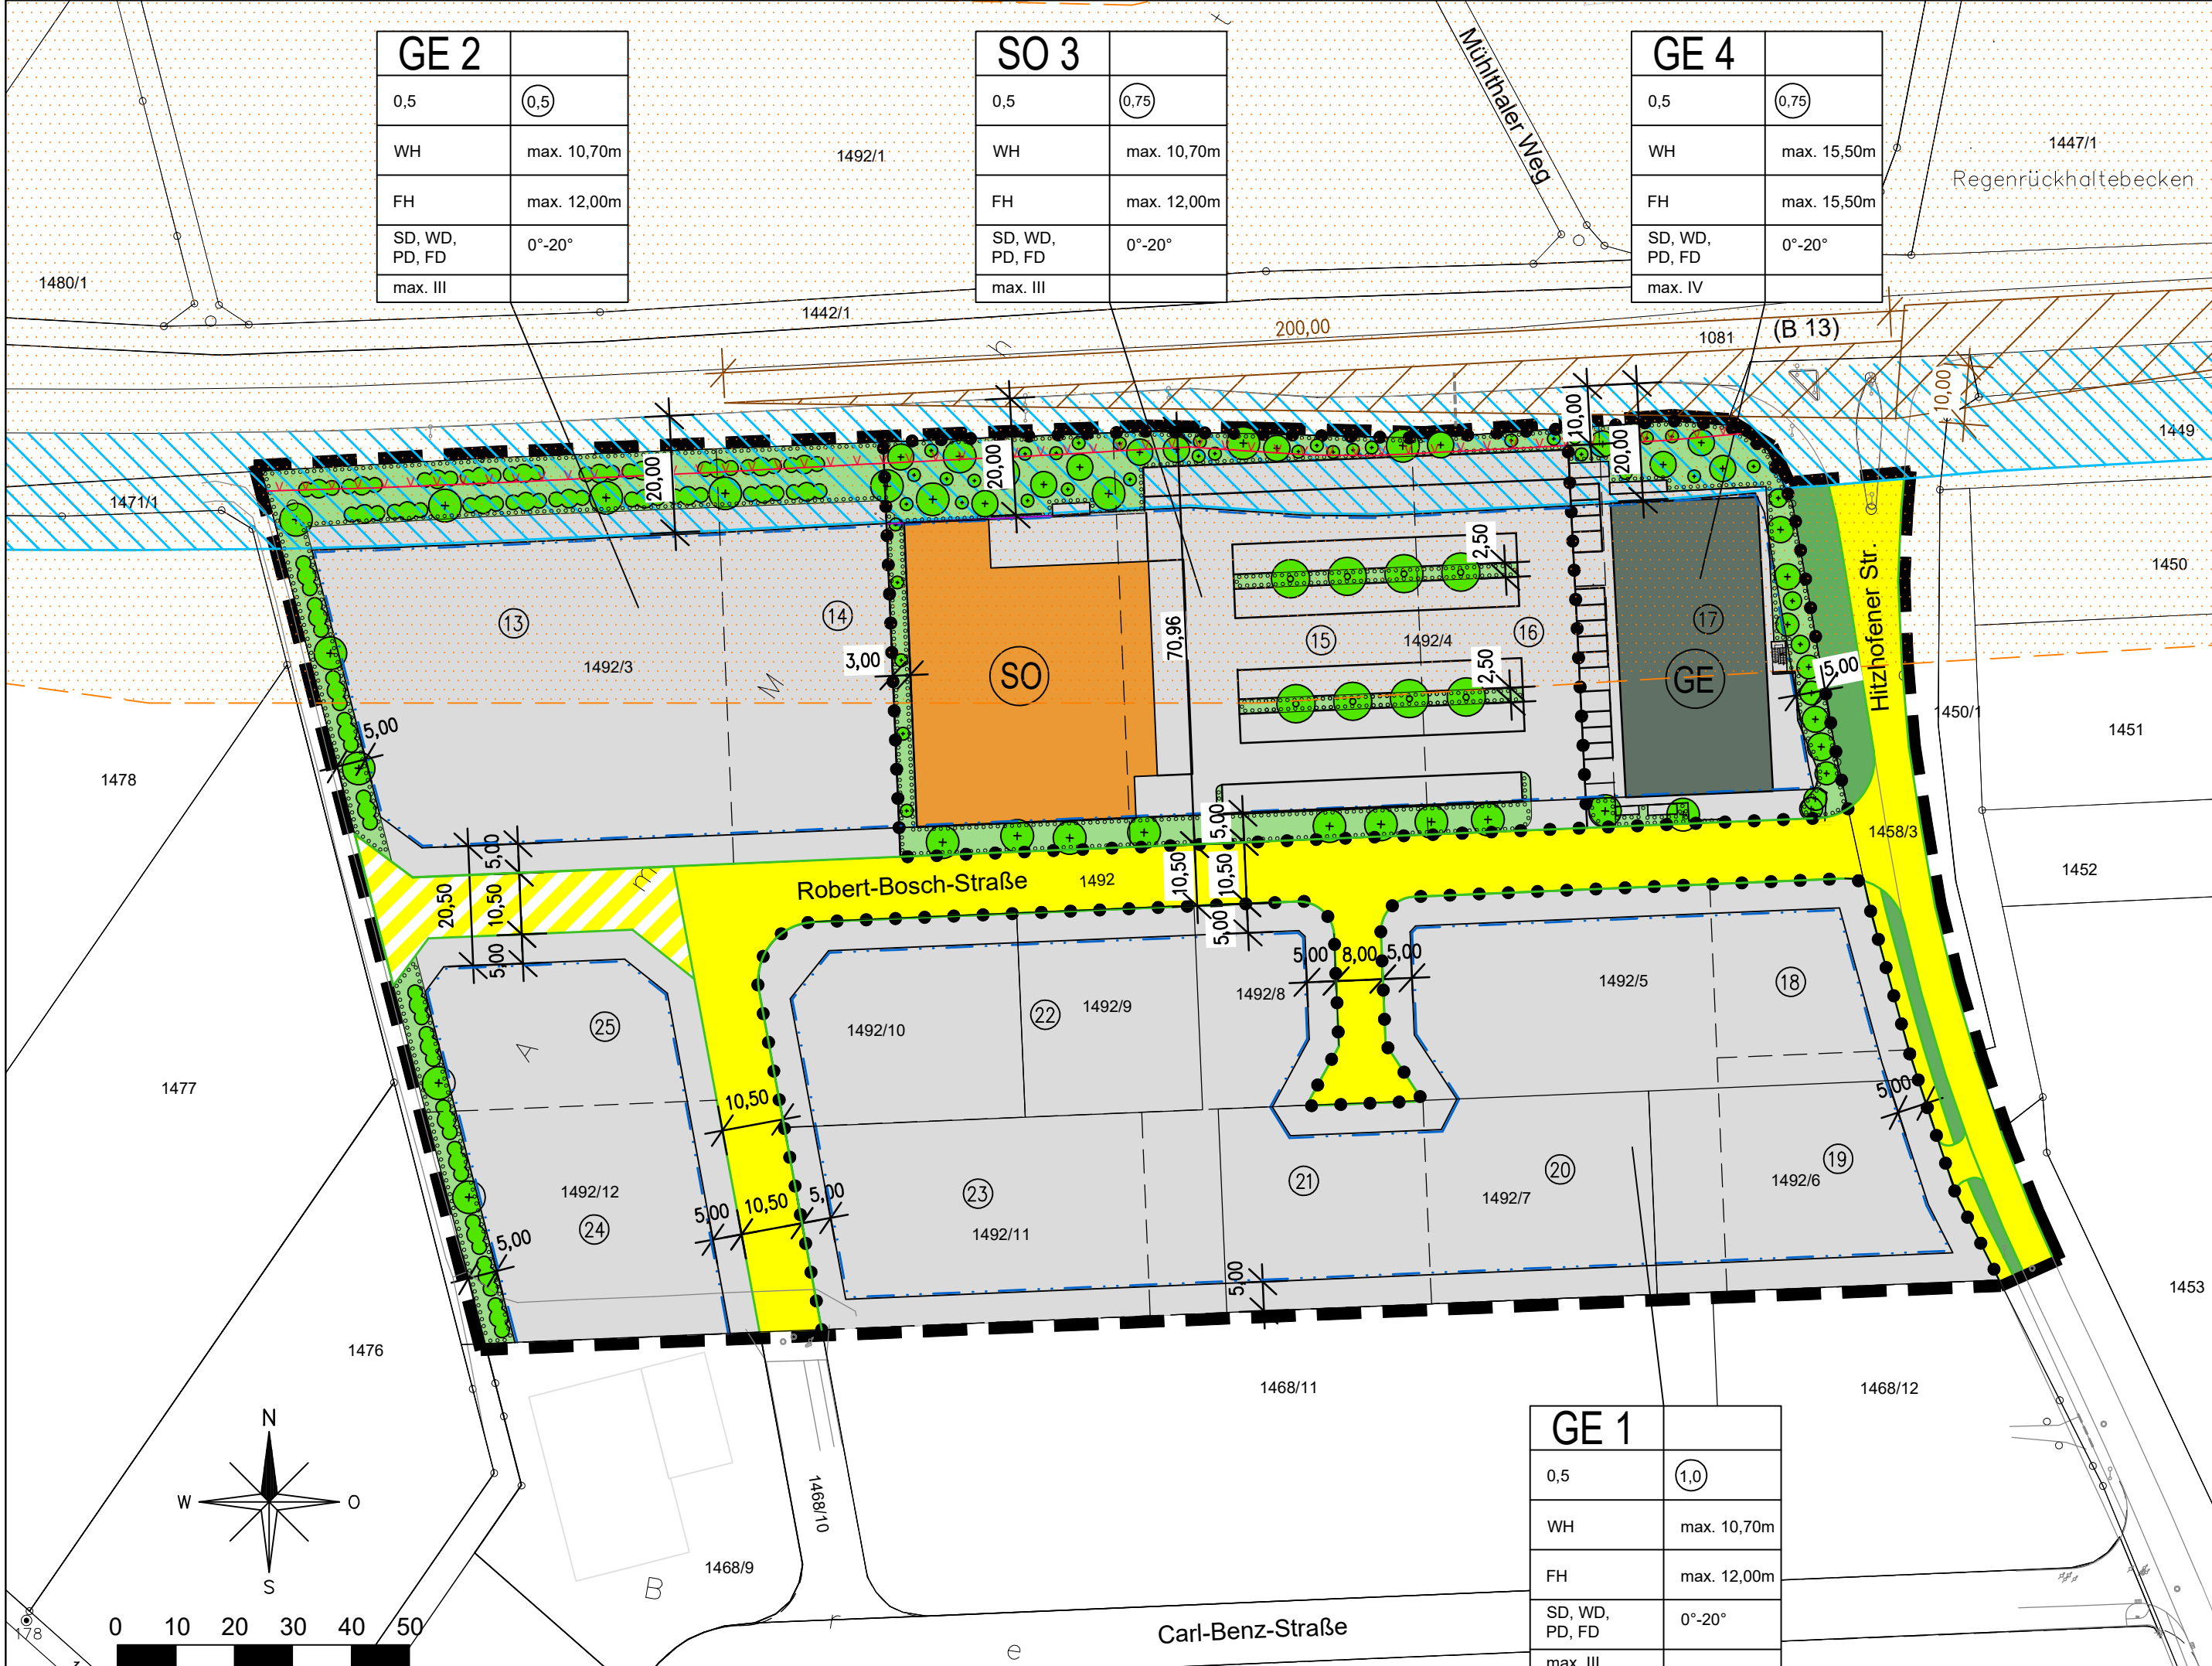 GE 2
0,5 0,5
WH max. 10,70m
FH max. 12,00m
SD, WD, 0°-20°
PD, FD
max. III
SO 3
0,5 0,75
WH max. 10,70m
FH max. 12,00m
SD, WD, 0°-20°
PD, FD
max. III
GE 4
0,5 0,75
WH max. 15,50m
FH max. 15,50m
SD, WD, 0°-20°
PD, FD
max. IV
t
Mühlthaler Weg
1492/1
1447/1
Regenrückhaltebecken
1480/1
1442/1
200,00
1081
(B 13)
h
10,00
10,00
1449
20,00
20,00
20,00
1471/1
1450
2,50
13
14
15
16
17
1492/3
1492/4
70,96
3,00
M
SO
GE
2,50
5,00
Hitzhofener Str.
5,00
1450/1
1451
1478
5,00
5,00
1458/3
1452
m
Robert-Bosch-Straße
1492
20,50
10,50
10,50
10,50
5,00
5,00
5,00
8,00
5,00
1492/5
18
1492/8
1492/9
22
1492/10
25
A
1477
10,50
5,00
1492/12
24
5,00
10,50
5,00
23
1492/11
21
20
1492/7
19
1492/6
5,00
5,00
1453
1476
1468/11
1468/12
N
W O
S
1468/10
1468/9
B
r
e
Carl-Benz-Straße
178
0 10 20 30 40 50
GE 1
0,5 1,0
WH max. 10,70m
FH max. 12,00m
SD, WD, 0°-20°
PD, FD
max. III